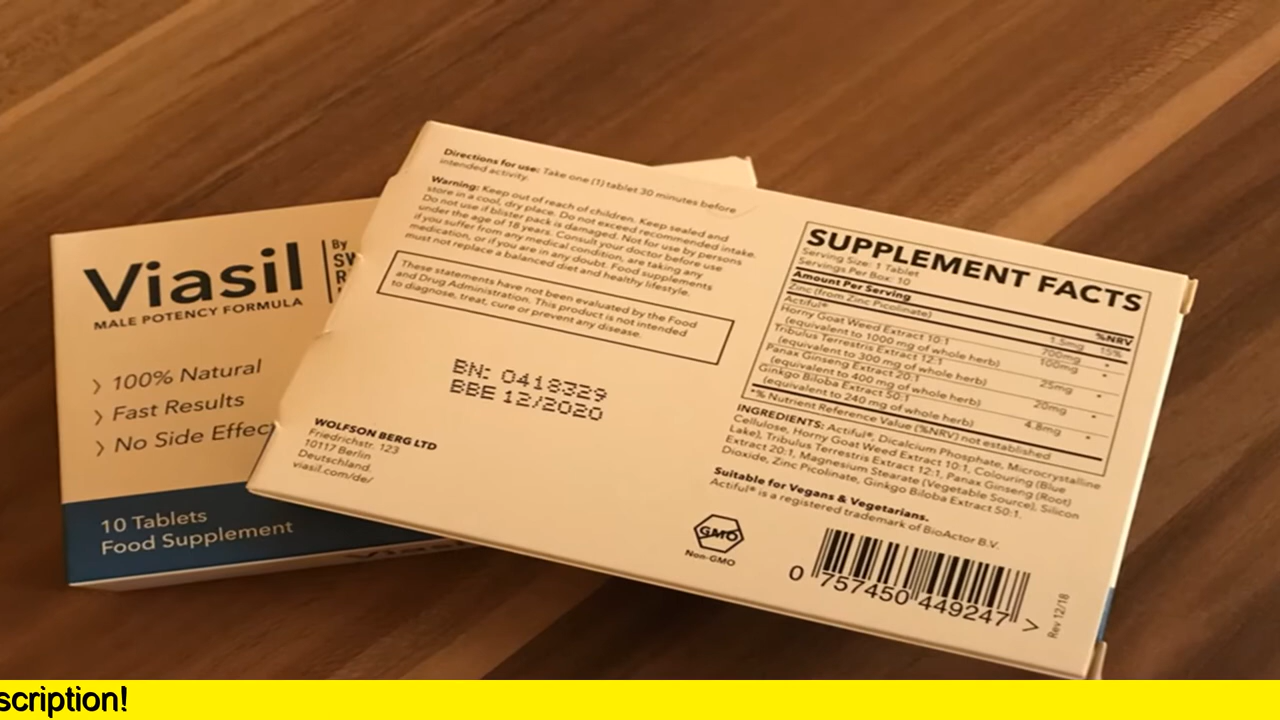 Viasil
MALE POTENCY FORMULA
By
SW
R
100% Natural
Fast Results
No Side Effec
10 Tablets
Food Supplement
Directions for use: Take one (1) tablet 30 minutes before
intended activity.
Warning: Keep out of reach of children. Keep sealed and
store in a cool, dry place. Do not exceed recommended intake.
Do not use if blister pack is damaged. Not for use by persons
under the age of 18 years. Consult your doctor before use
if you suffer from any medical condition, are taking any
medication, or if you are in any doubt. Food supplements
must not replace a balanced diet and healthy lifestyle.
These statements have not been evaluated by the Food
and Drug Administration. This product is not intended
to diagnose, treat, cure or prevent any disease.
BN: 0418329
BBE 12/2020
WOLFSON BERG LTD
Friedrichstr. 123
10117 Berlin
Deutschland.
viasil.com/de/
SUPPLEMENT FACTS
Serving Size: 1 Tablet
Servings Per Box: 10
Amount Per Serving %NRV
Zinc (from Zinc Picolinate) 1.5mg 15%
Actiful® 700mg *
Horny Goat Weed Extract 10:1 100mg *
(equivalent to 1000 mg of whole herb)
Tribulus Terrestris Extract 12:1 25mg *
(equivalent to 300 mg of whole herb)
Panax Ginseng Extract 20:1 20mg *
(equivalent to 400 mg of whole herb)
Ginkgo Biloba Extract 50:1 4.8mg *
(equivalent to 240 mg of whole herb)
*% Nutrient Reference Value (%NRV) not established
INGREDIENTS: Actiful®, Dicalcium Phosphate, Microcrystalline
Cellulose, Horny Goat Weed Extract 10:1, Colouring (Blue
Lake), Tribulus Terrestris Extract 12:1, Panax Ginseng (Root)
Extract 20:1, Magnesium Stearate (Vegetable Source), Silicon
Dioxide, Zinc Picolinate, Ginkgo Biloba Extract 50:1.
Suitable for Vegans & Vegetarians.
Actiful® is a registered trademark of BioActor B.V.
GMO
Non-GMO
0 757450 449247 >
Rev 12/18
scription!